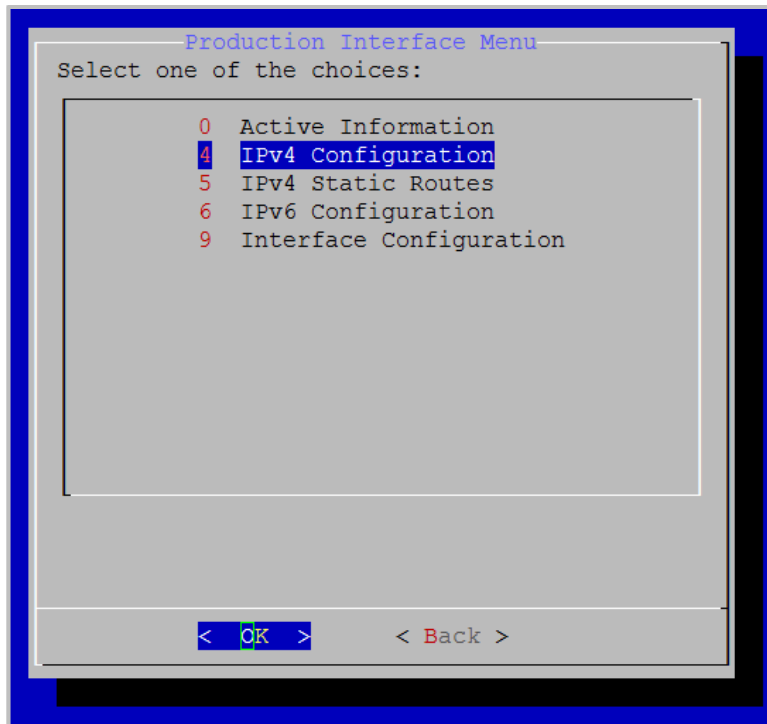 Production Interface Menu
Select one of the choices:
0 Active Information
4 IPv4 Configuration
5 IPv4 Static Routes
6 IPv6 Configuration
9 Interface Configuration
< OK > < Back >